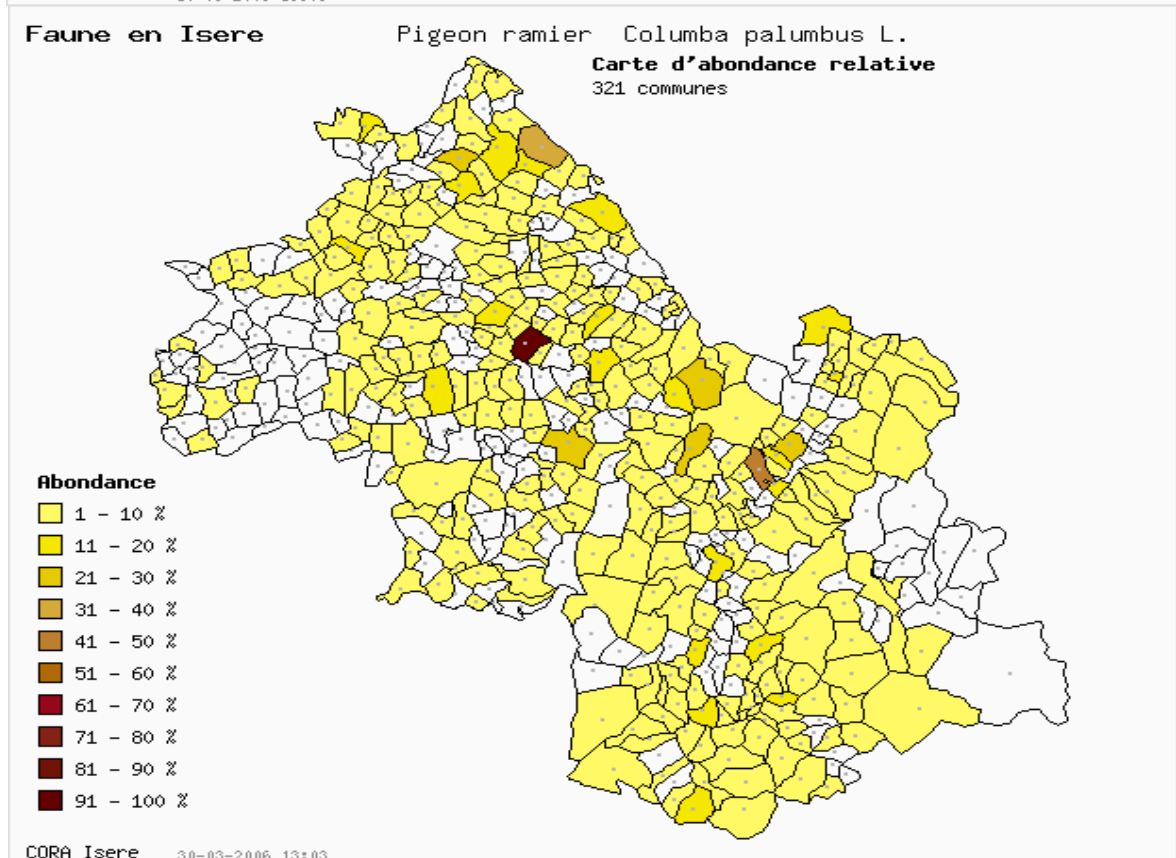 Faune en Isere
Pigeon ramier Columba palumbus L.
Carte d'abondance relative
321 communes
Abondance
1 - 10 %
11 - 20 %
21 - 30 %
31 - 40 %
41 - 50 %
51 - 60 %
61 - 70 %
71 - 80 %
81 - 90 %
91 - 100 %
CORA Isere 30-03-2006 13:03